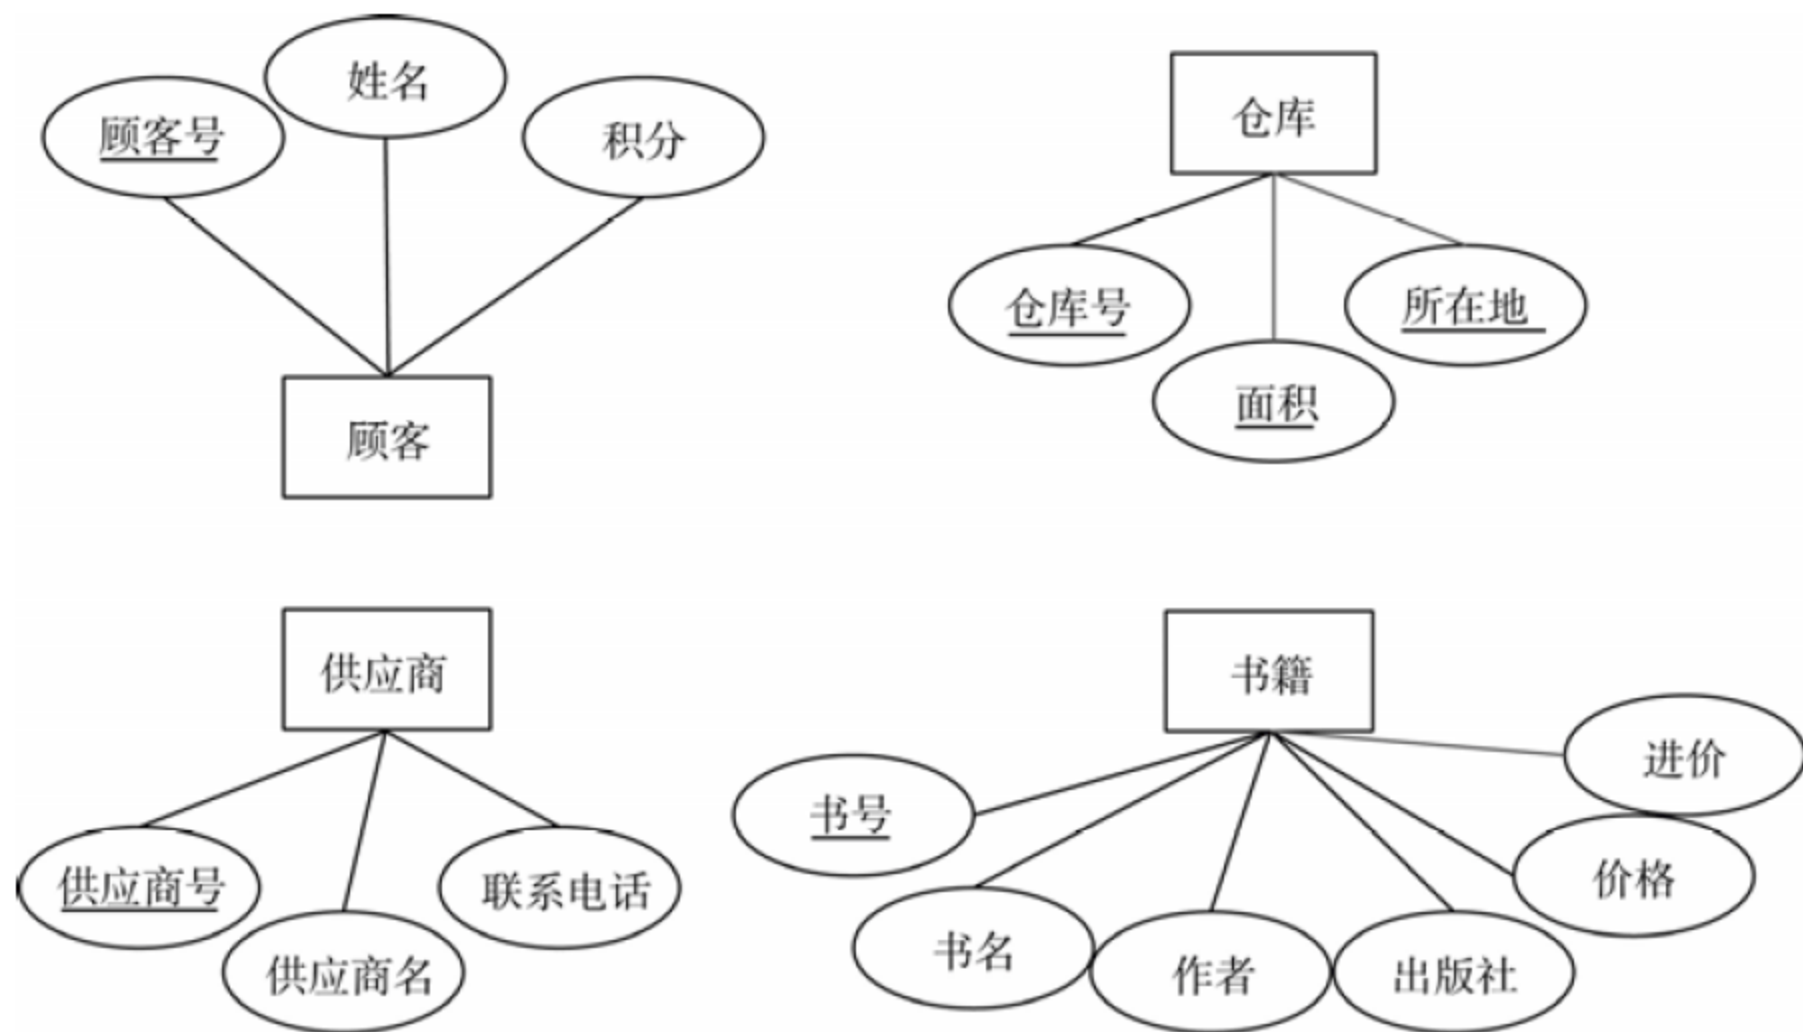 顾客号
姓名
积分
顾客
仓库
仓库号
面积
所在地
供应商
供应商号
供应商名
联系电话
书籍
书号
书名
作者
出版社
价格
进价